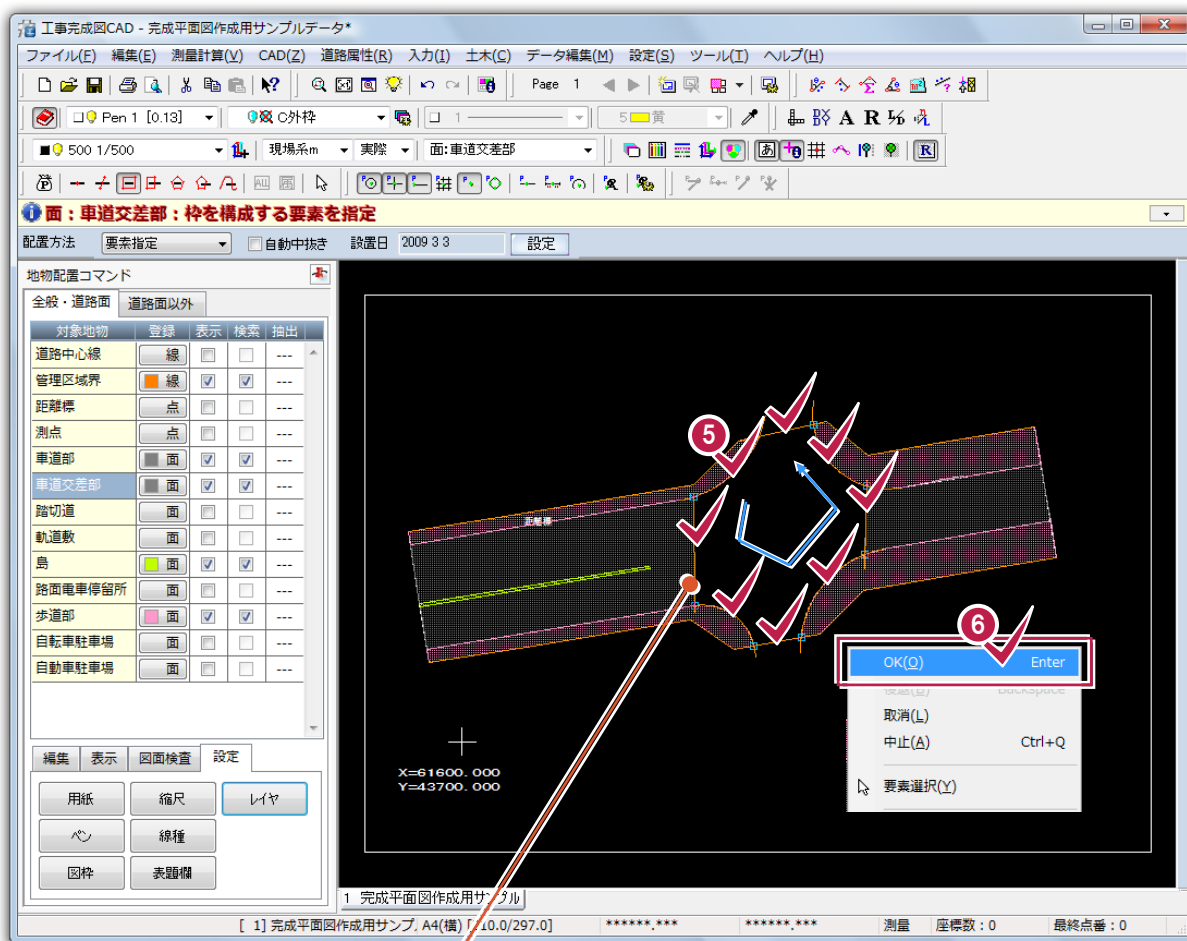 工事完成図CAD - 完成平面図作成用サンプルデータ*
ファイル(F) 編集(E) 測量計算(V) CAD(Z) 道路属性(R) 入力(I) 土木(C) データ編集(M) 設定(S) ツール(T) ヘルプ(H)
Page 1
Pen 1 [0.13] C外枠 1 5 黄 A R
500 1/500 現場系m 実際 面:車道交差部 あ R
面:車道交差部:枠を構成する要素を指定
配置方法 要素指定 自動中抜き 設置日 2009 3 3 設定
地物配置コマンド
全般・道路面 道路面以外
対象地物 登録 表示 検索 抽出
道路中心線 線 ---
管理区域界 線 ---
距離標 点 ---
測点 点 ---
車道部 面 ---
車道交差部 面 ---
踏切道 面 ---
軌道敷 面 ---
島 面 ---
路面電車停留所 面 ---
歩道部 面 ---
自転車駐車場 面 ---
自動車駐車場 面 ---
編集 表示 図面検査 設定
用紙 縮尺 レイヤ
ペン 線種
図枠 表題欄
5
距離標
6
OK(O) Enter
後退(B) Backspace
取消(L)
中止(A) Ctrl+Q
要素選択(Y)
X=61600.000
Y=43700.000
1 完成平面図作成用サンプル
[ 1] 完成平面図作成用サンプ. A4(横) [210.0/297.0] ******.*** ******.*** 測量 座標数:0 最終点番:0